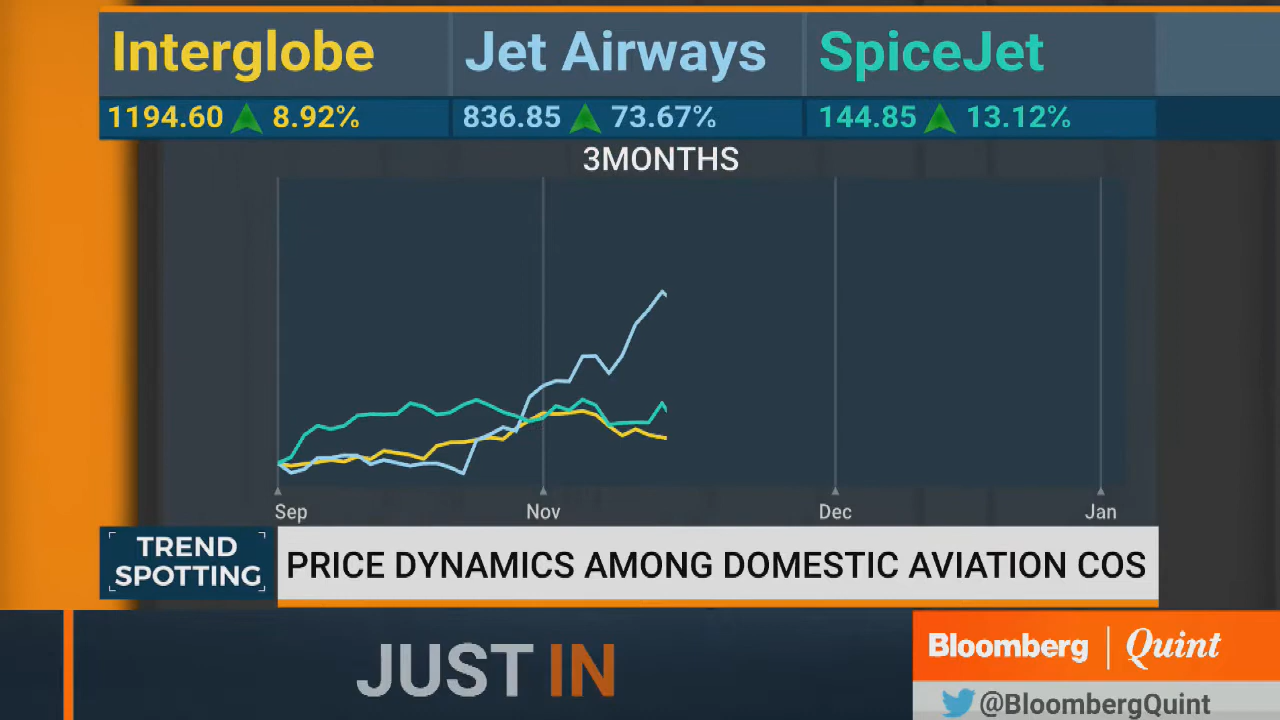 Interglobe Jet Airways SpiceJet
1194.60 8.92% 836.85 73.67% 144.85 13.12%
3MONTHS
Sep Nov Dec Jan
TREND
SPOTTING
PRICE DYNAMICS AMONG DOMESTIC AVIATION COS
JUST IN
Bloomberg | Quint
@BloombergQuint